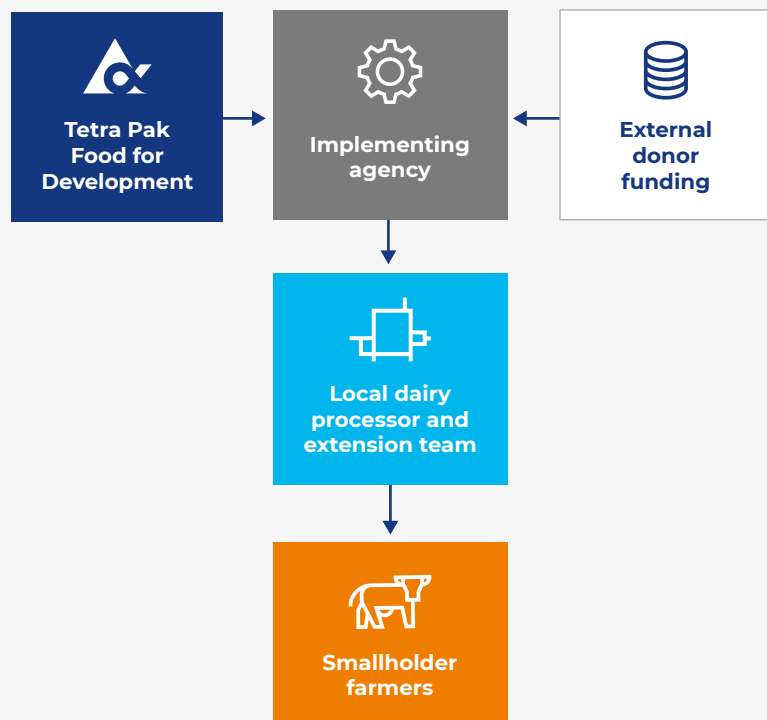 Tetra Pak
Food for
Development
Implementing
agency
External
donor
funding
Local dairy
processor and
extension team
Smallholder
farmers